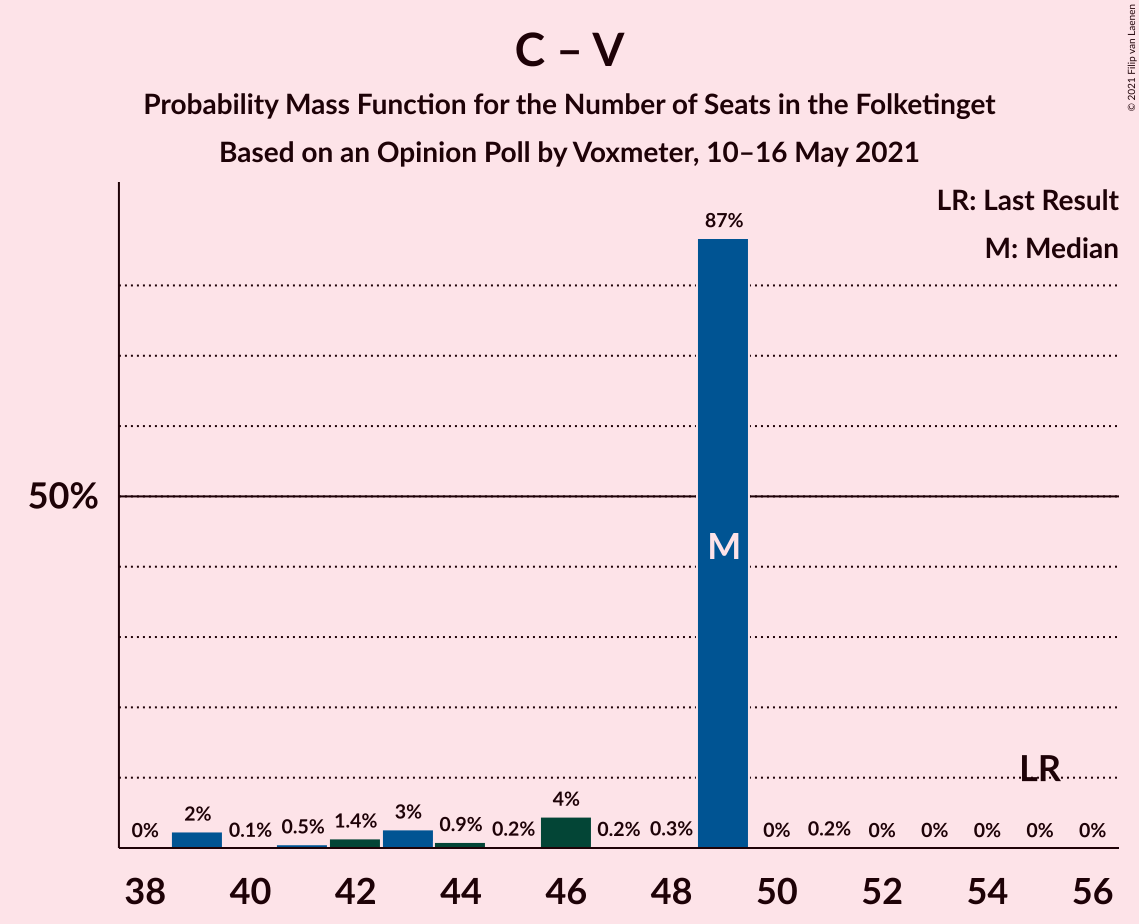 C – V
Probability Mass Function for the Number of Seats in the Folketinget
Based on an Opinion Poll by Voxmeter, 10–16 May 2021
© 2021 Filip van Laenen
LR: Last Result
M: Median
50%
0% 2% 0.1% 0.5% 1.4% 3% 0.9% 0.2% 4% 0.2% 0.3% 87% 0% 0.2% 0% 0% 0% 0% 0%
M
LR
38 40 42 44 46 48 50 52 54 56